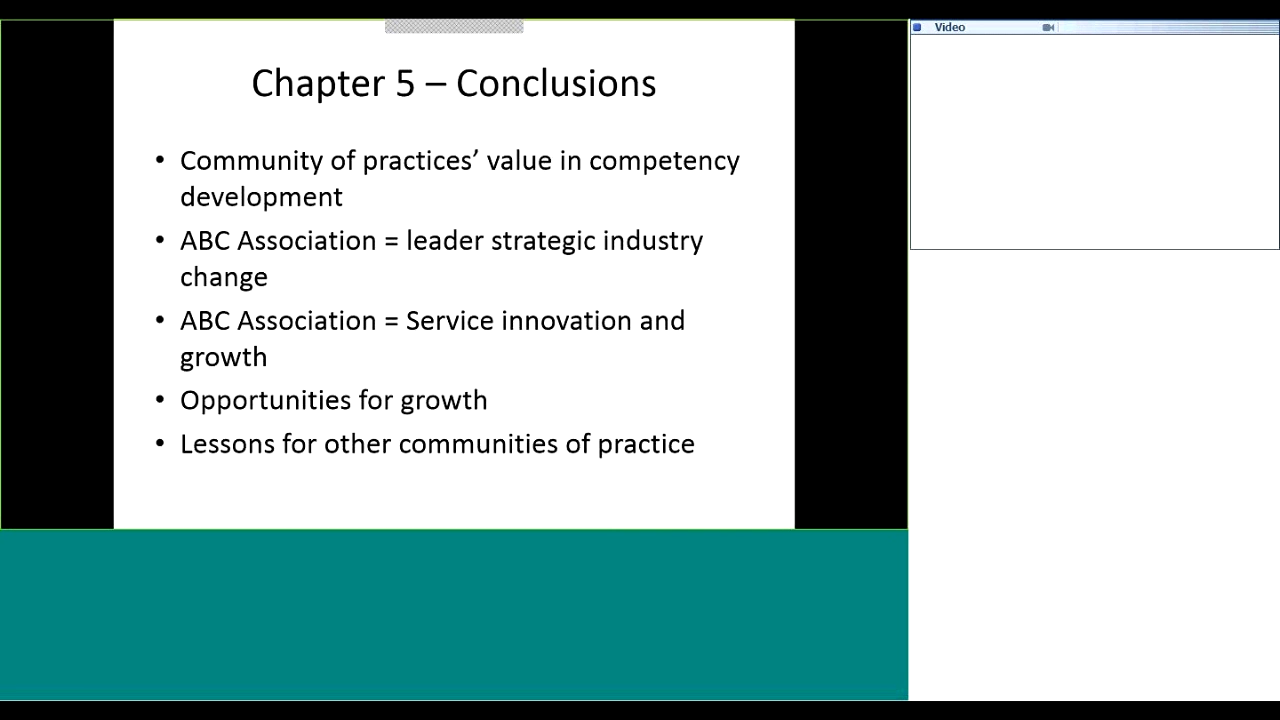 Chapter 5 – Conclusions
• Community of practices’ value in competency
development
• ABC Association = leader strategic industry
change
• ABC Association = Service innovation and
growth
• Opportunities for growth
• Lessons for other communities of practice
Video